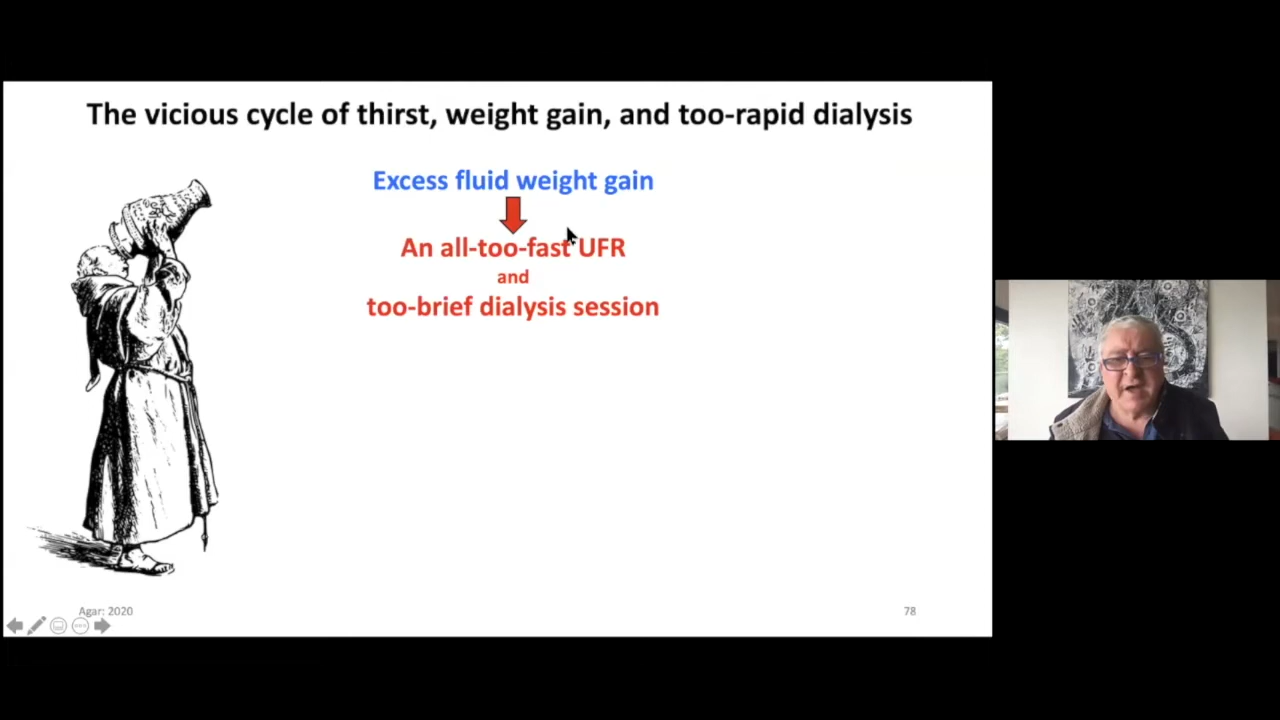 The vicious cycle of thirst, weight gain, and too-rapid dialysis
Excess fluid weight gain
An all-too-fast UFR
and
too-brief dialysis session
Agar: 2020
78